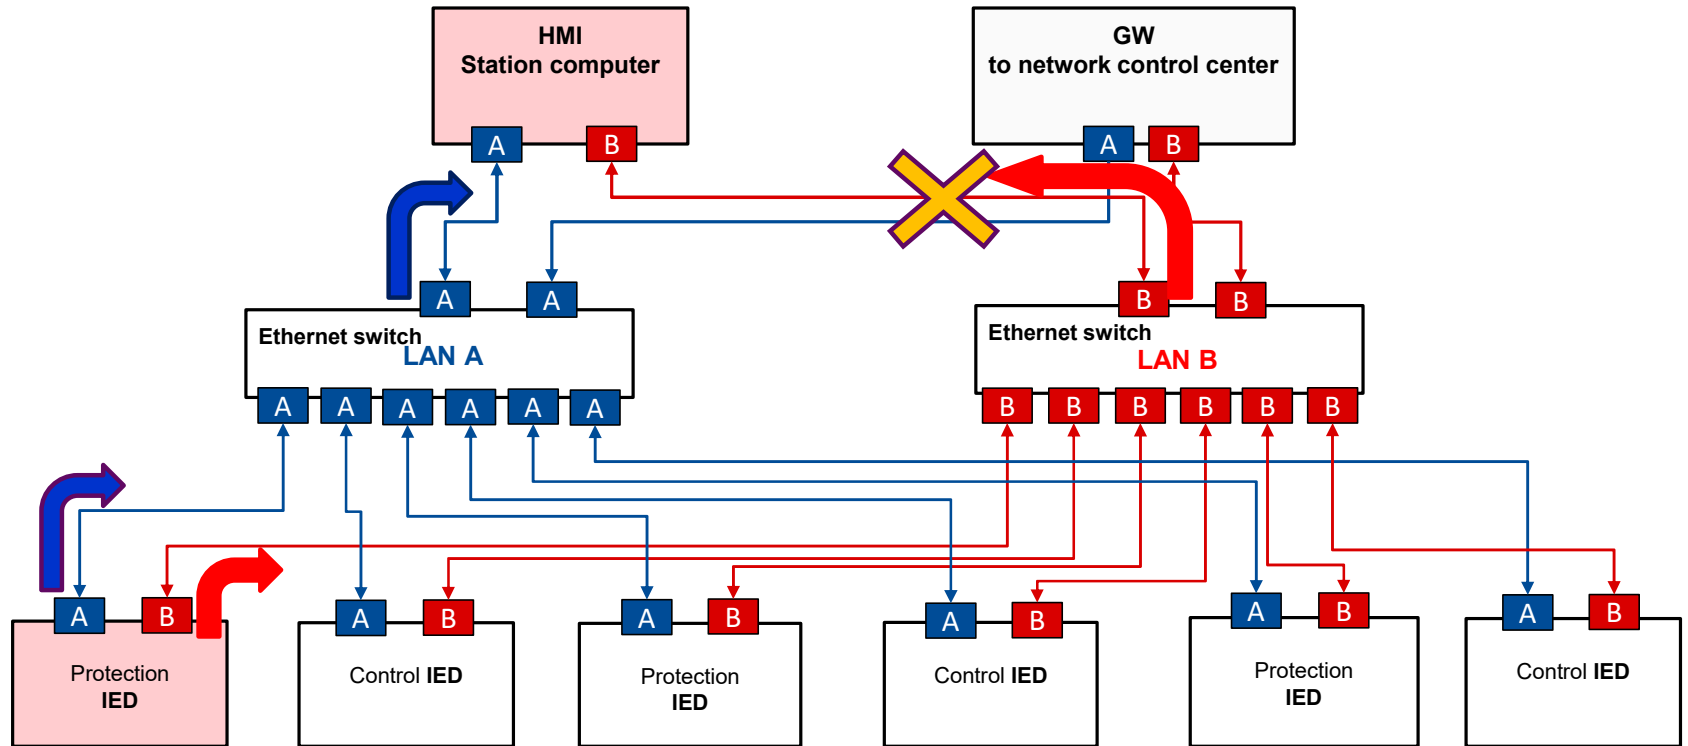 HMI
Station computer
GW
to network control center
A
B
A
B
A
A
B
B
Ethernet switch
LAN A
Ethernet switch
LAN B
A
A
A
A
A
A
B
B
B
B
B
B
A
B
A
B
A
B
A
B
A
B
A
B
Protection
IED
Control IED
Protection
IED
Control IED
Protection
IED
Control IED